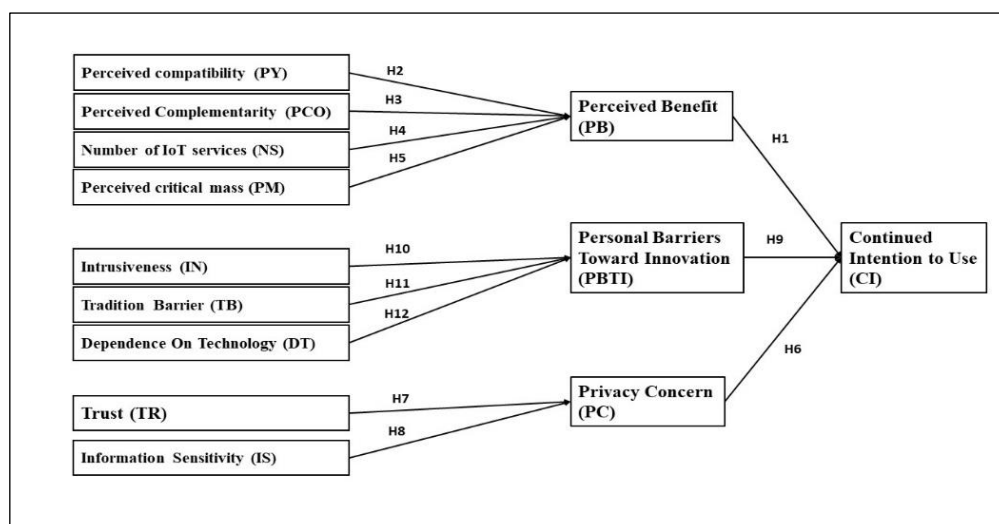 Perceived compatibility (PY)
H2
Perceived Complementarity (PCO)
H3
Number of IoT services (NS)
H4
Perceived critical mass (PM)
H5
Perceived Benefit
(PB)
H1
Intrusiveness (IN)
H10
Tradition Barrier (TB)
H11
Dependence On Technology (DT)
H12
Personal Barriers
Toward Innovation
(PBTI)
H9
Continued
Intention to Use
(CI)
H6
Trust (TR)
H7
Information Sensitivity (IS)
H8
Privacy Concern
(PC)